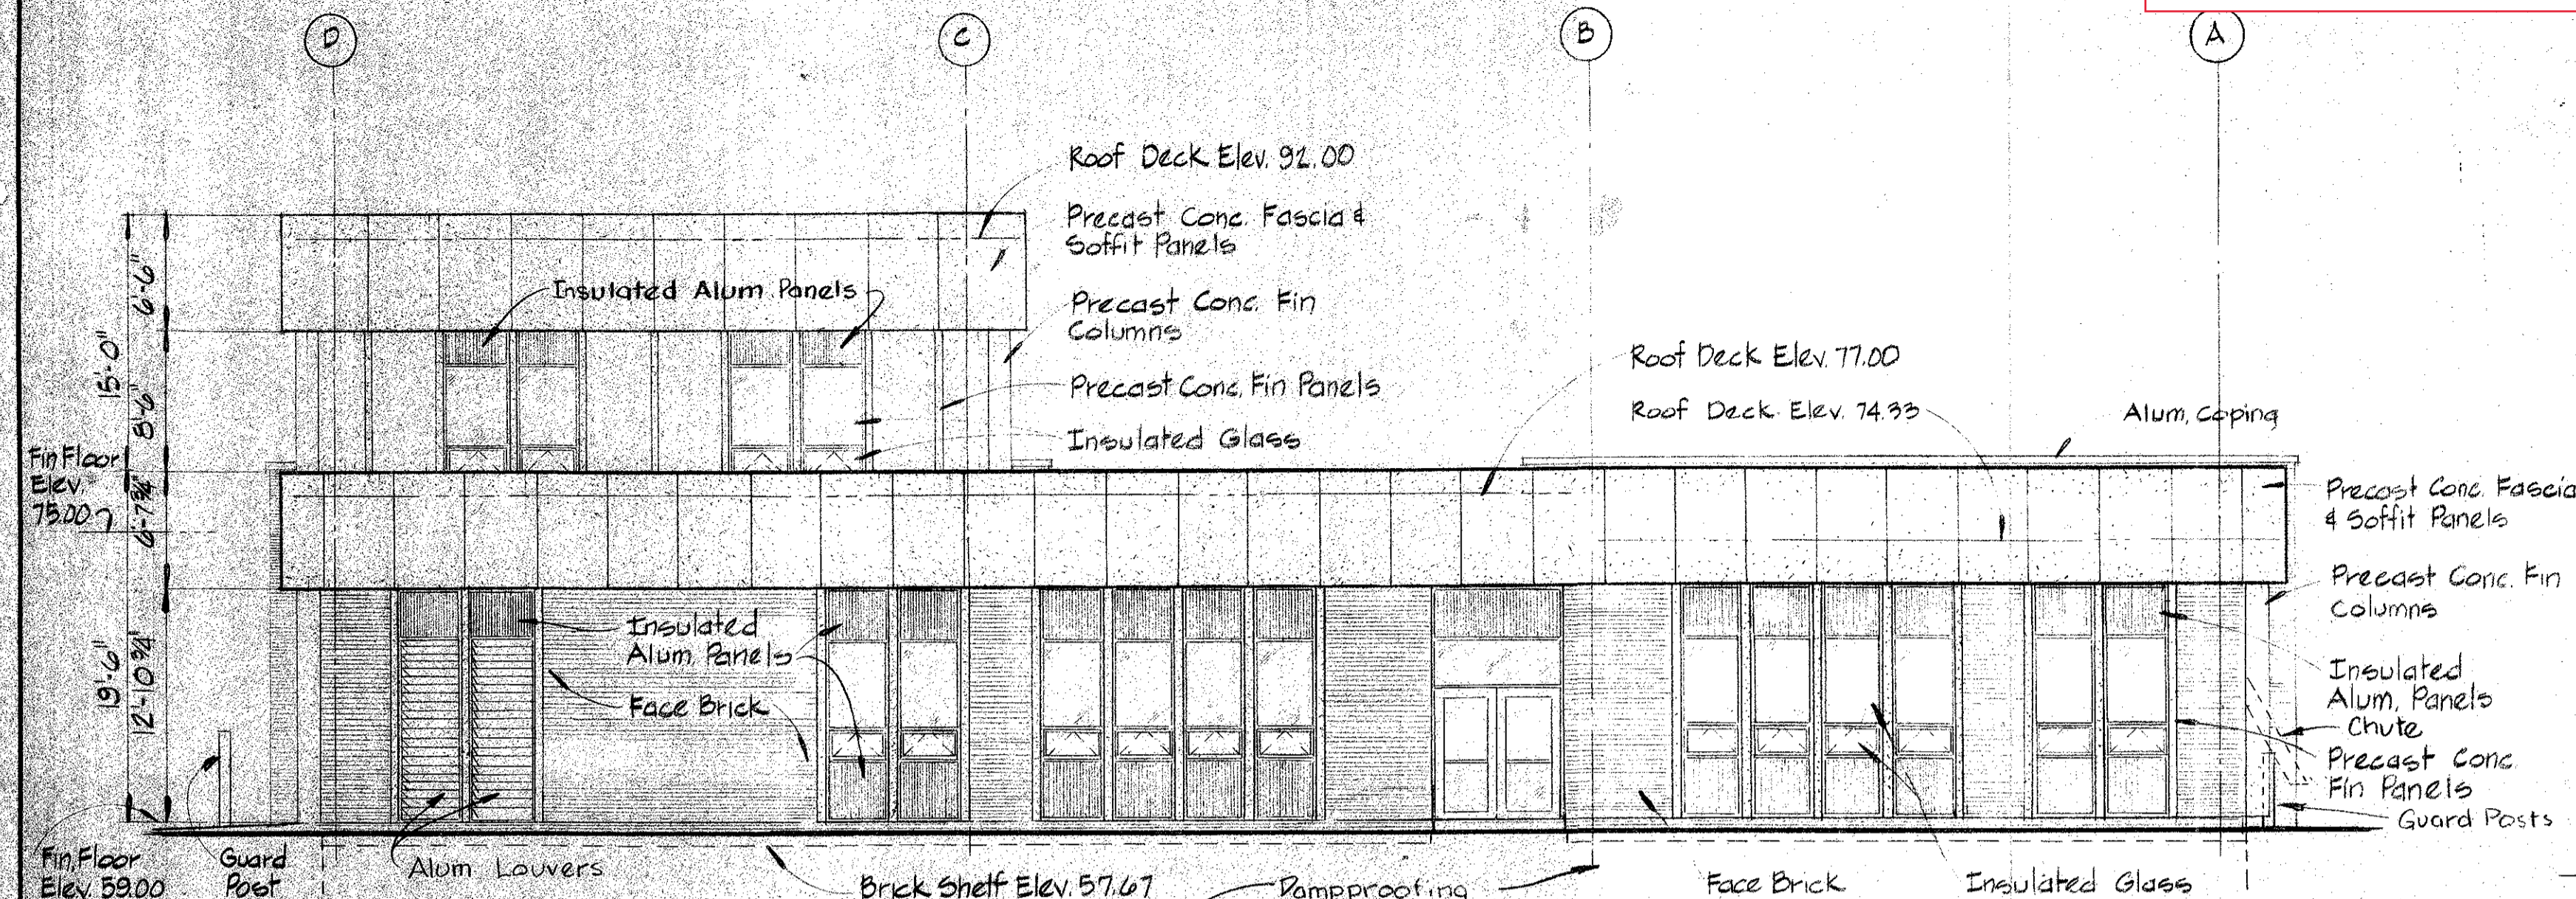 D
C
B
A
Roof Deck Elev. 92.00
Precast Conc. Fascia &
Soffit Panels
Insulated Alum Panels
Precast Conc. Fin
Columns
Precast Conc. Fin Panels
Insulated Glass
Roof Deck Elev. 77.00
Roof Deck Elev. 74.33
Alum. Coping
6'-6"
15'-0"
8'-6"
Fin Floor
Elev.
75.00
6'-7 3/4"
Precast Conc. Fascia
& Soffit Panels
Precast Conc. Fin
Columns
Insulated
Alum. Panels
Face Brick
19'-6"
12'-10 3/4"
Insulated
Alum. Panels
Chute
Precast Conc.
Fin Panels
Guard Posts
Fin. Floor
Elev. 59.00
Guard
Post
Alum Louvers
Brick Shelf Elev. 57.67
Dampproofing
Face Brick
Insulated Glass